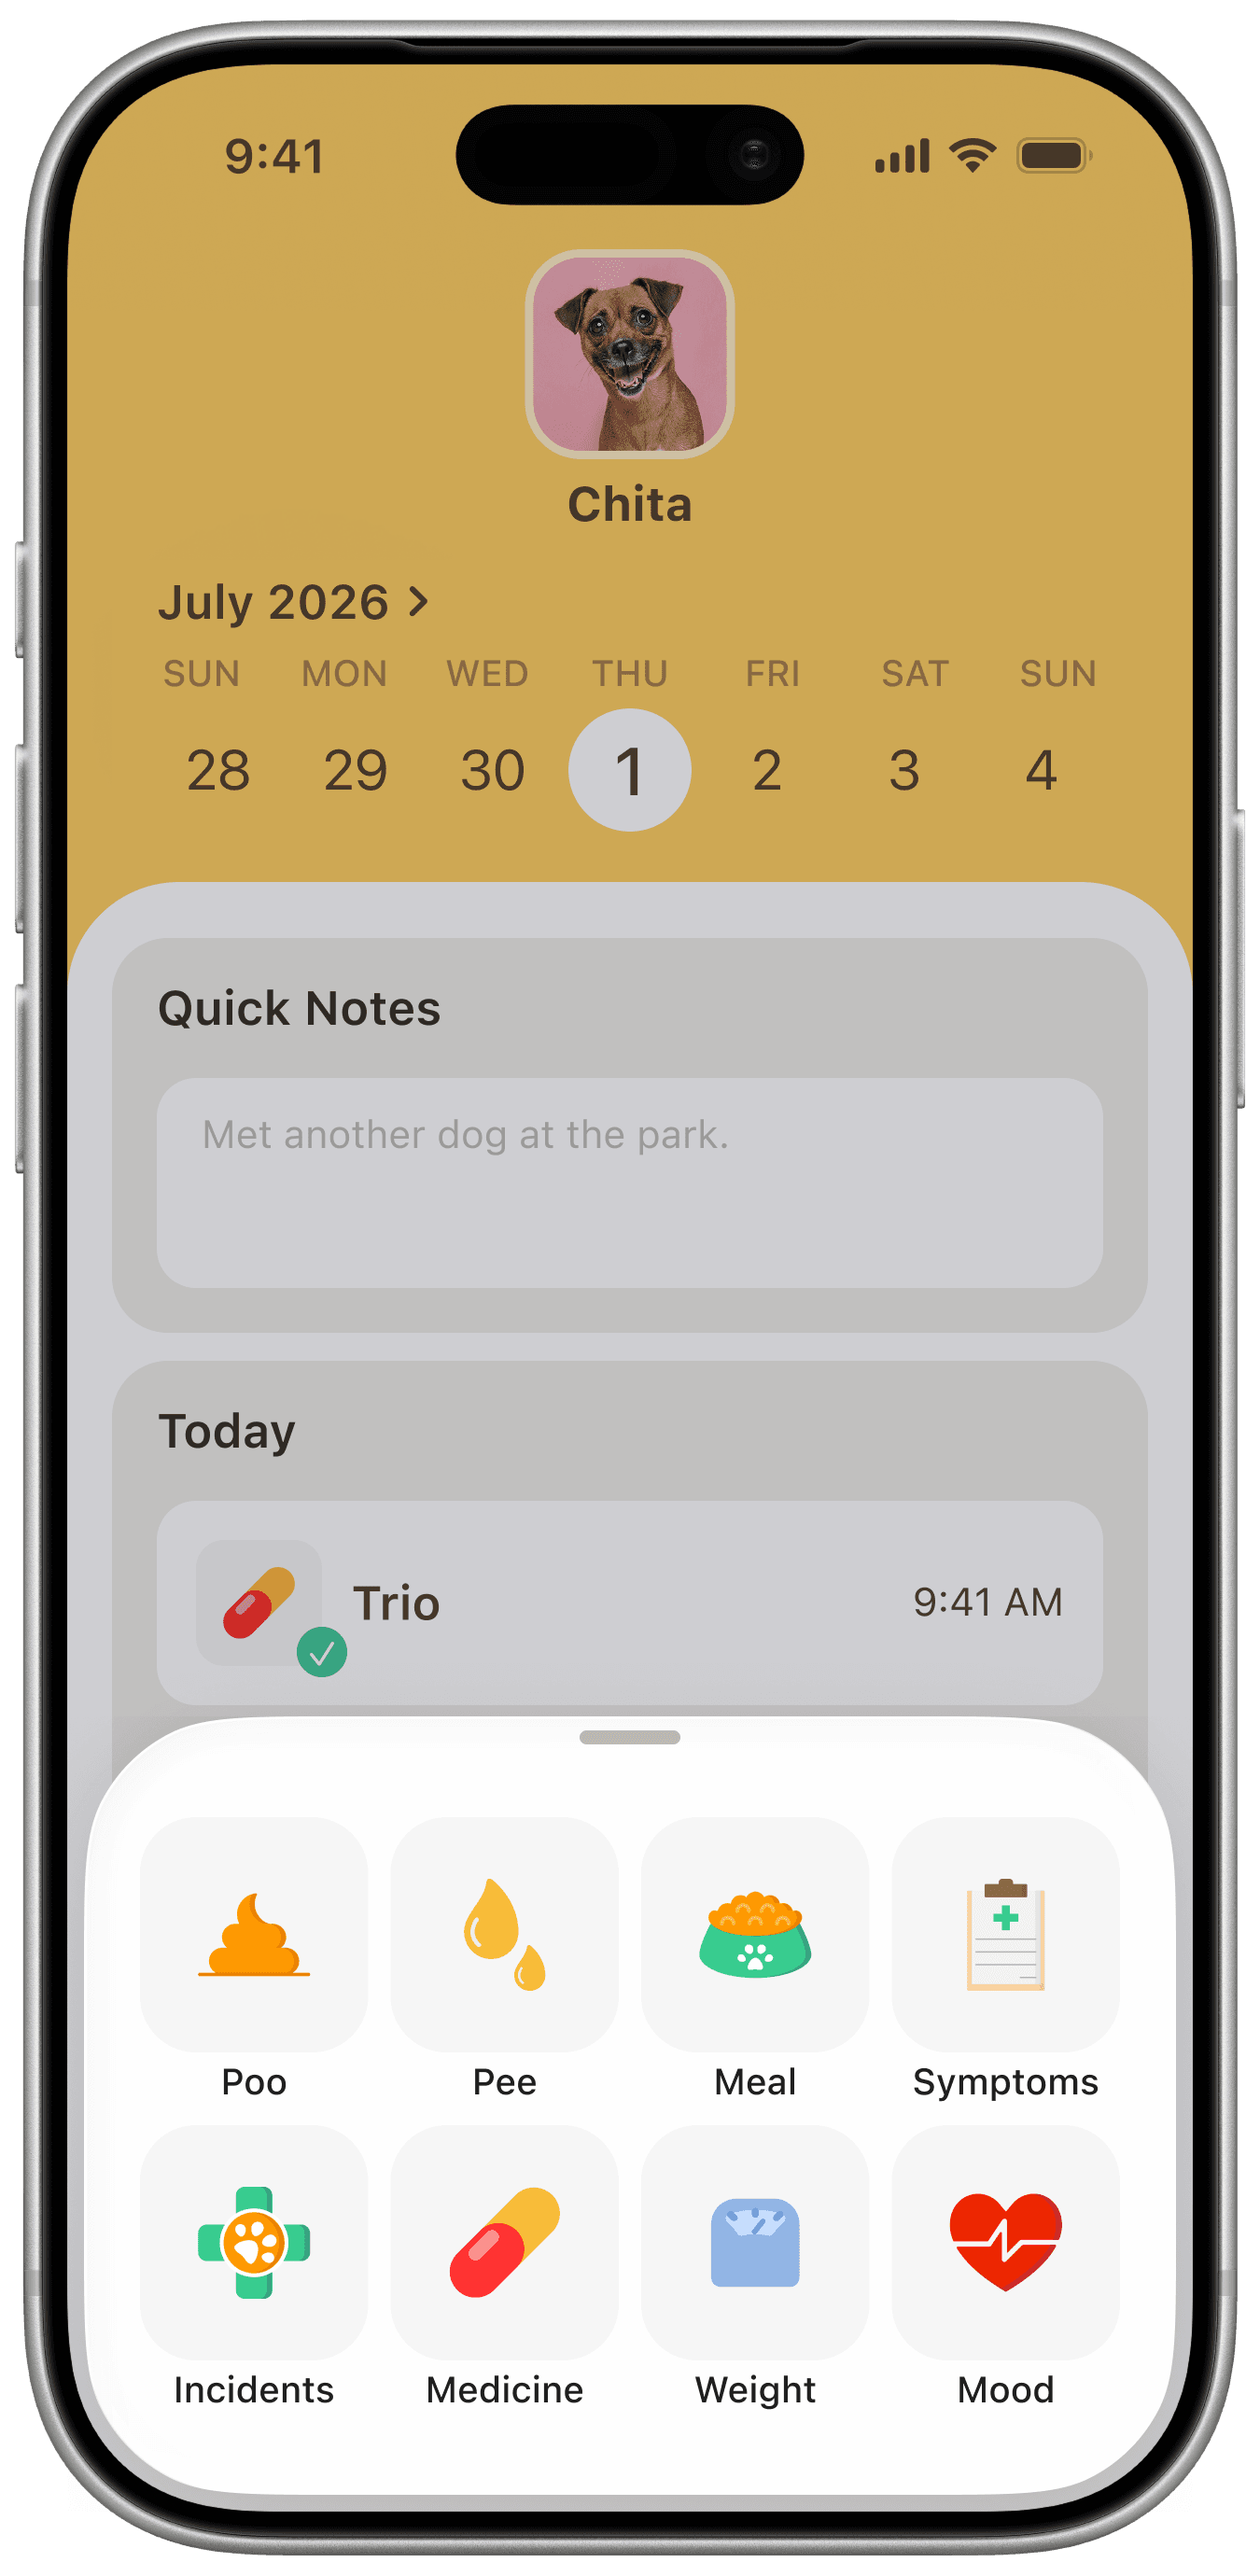 9:41
Chita
July 2026 >
SUN MON WED THU FRI SAT SUN
28 29 30 1 2 3 4
Quick Notes
Met another dog at the park.
Today
Trio 9:41 AM
Poo Pee Meal Symptoms
Incidents Medicine Weight Mood